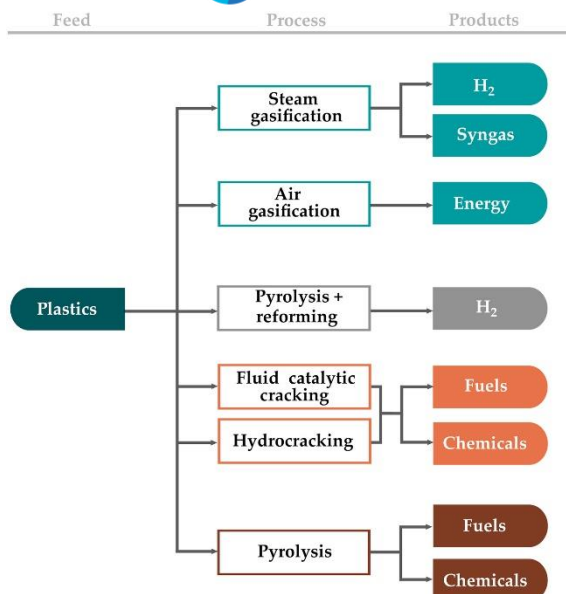 Feed
Process
Products
Steam
gasification
H₂
Syngas
Air
gasification
Energy
Plastics
Pyrolysis +
reforming
H₂
Fluid catalytic
cracking
Hydrocracking
Fuels
Chemicals
Pyrolysis
Fuels
Chemicals